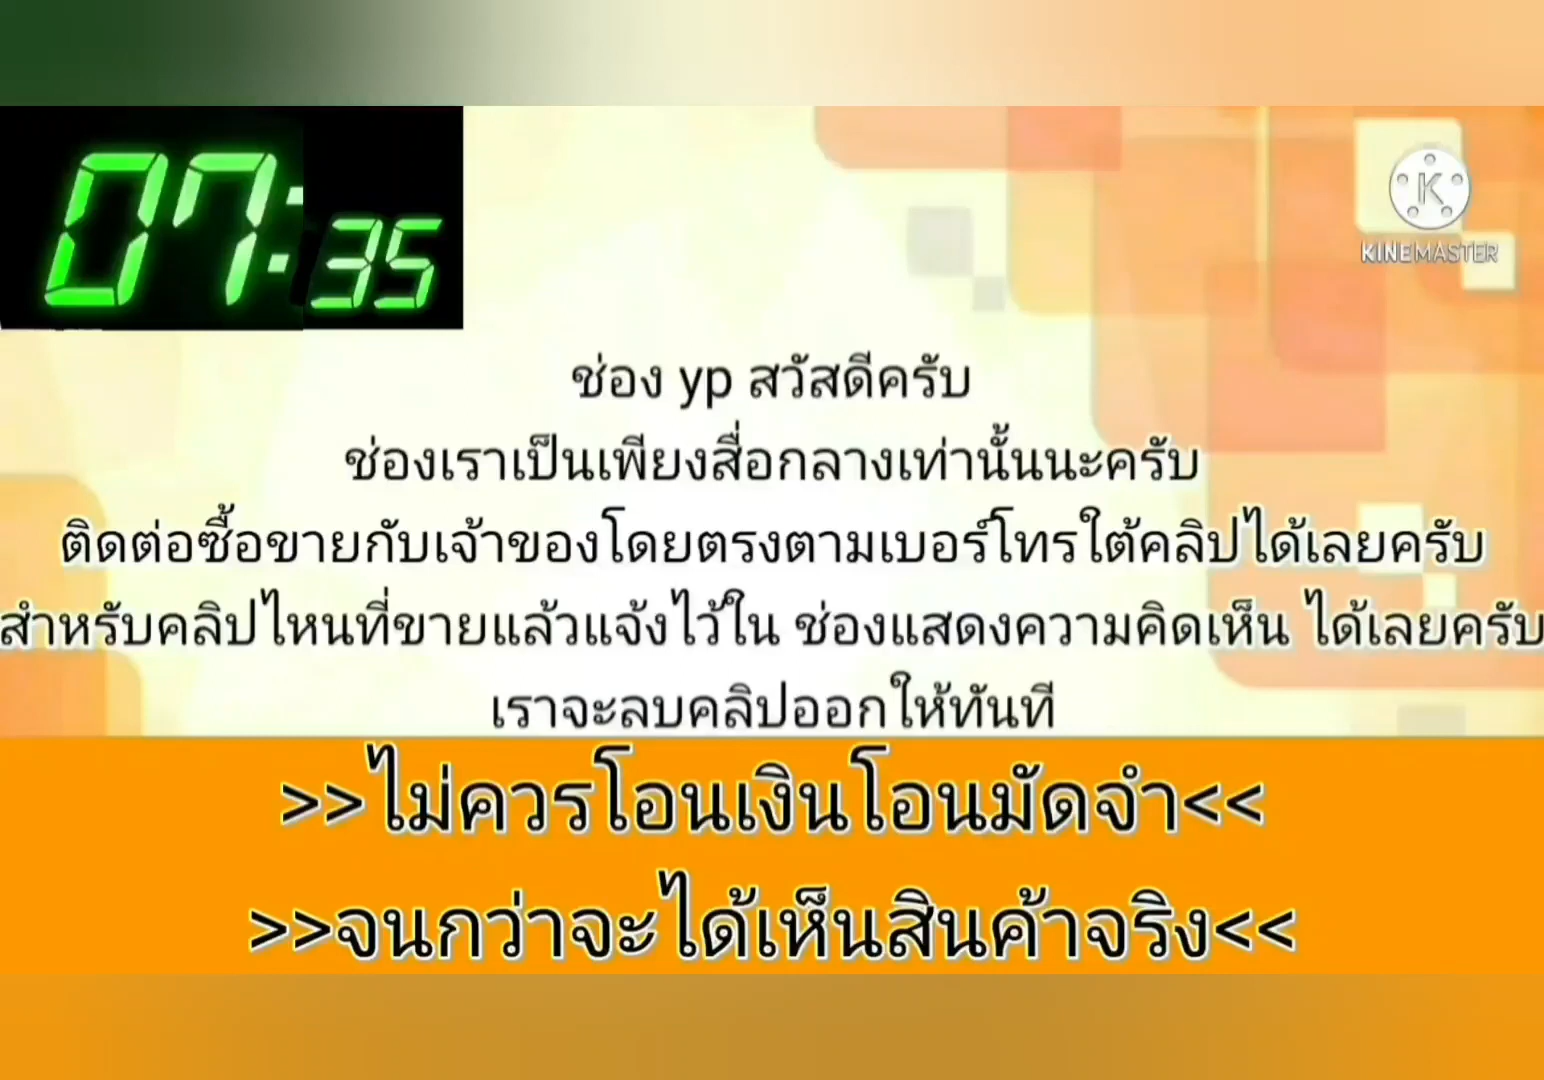 07:35
KINEMASTER
ช่อง yp สวัสดีครับ
ช่องเราเป็นเพียงสื่อกลางเท่านั้นนะครับ
ติดต่อซื้อขายกับเจ้าของโดยตรงตามเบอร์โทรใต้คลิปได้เลยครับ
สำหรับคลิปไหนที่ขายแล้วแจ้งไว้ใน ช่องแสดงความคิดเห็น ได้เลยครับ
เราจะลบคลิปออกให้ทันที
>>ไม่ควรโอนเงินโอนมัดจำ<<
>>จนกว่าจะได้เห็นสินค้าจริง<<